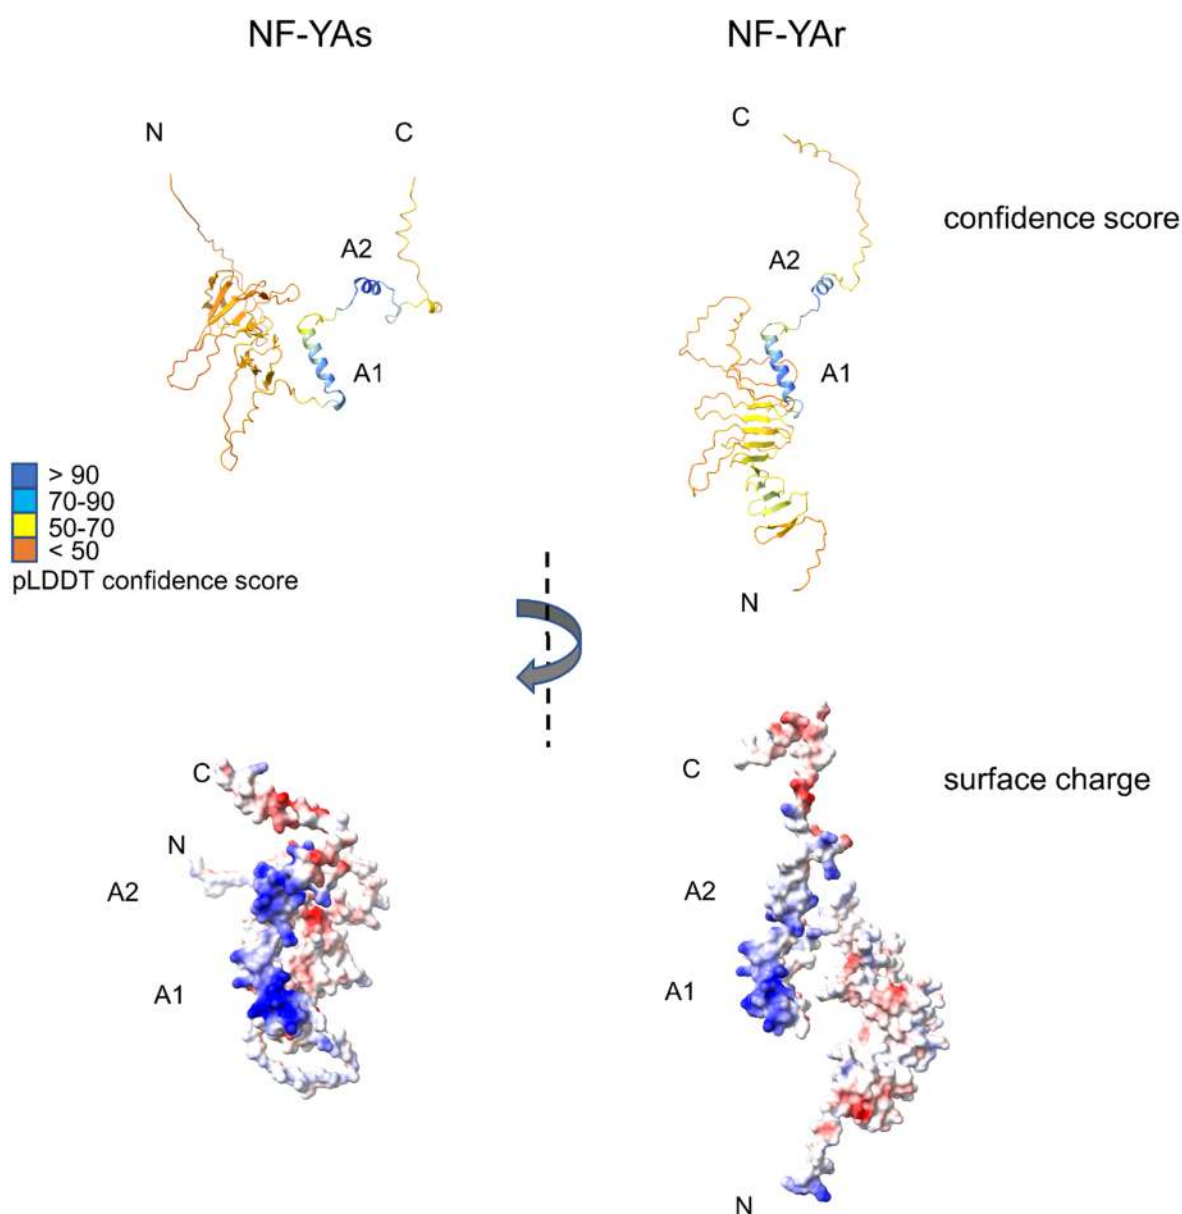 NF-YAs
NF-YAr
N
C
C
confidence score
A2
A2
A1
A1
> 90
70-90
50-70
< 50
pLDDT confidence score
N
C
C
surface charge
N
A2
A2
A1
A1
N